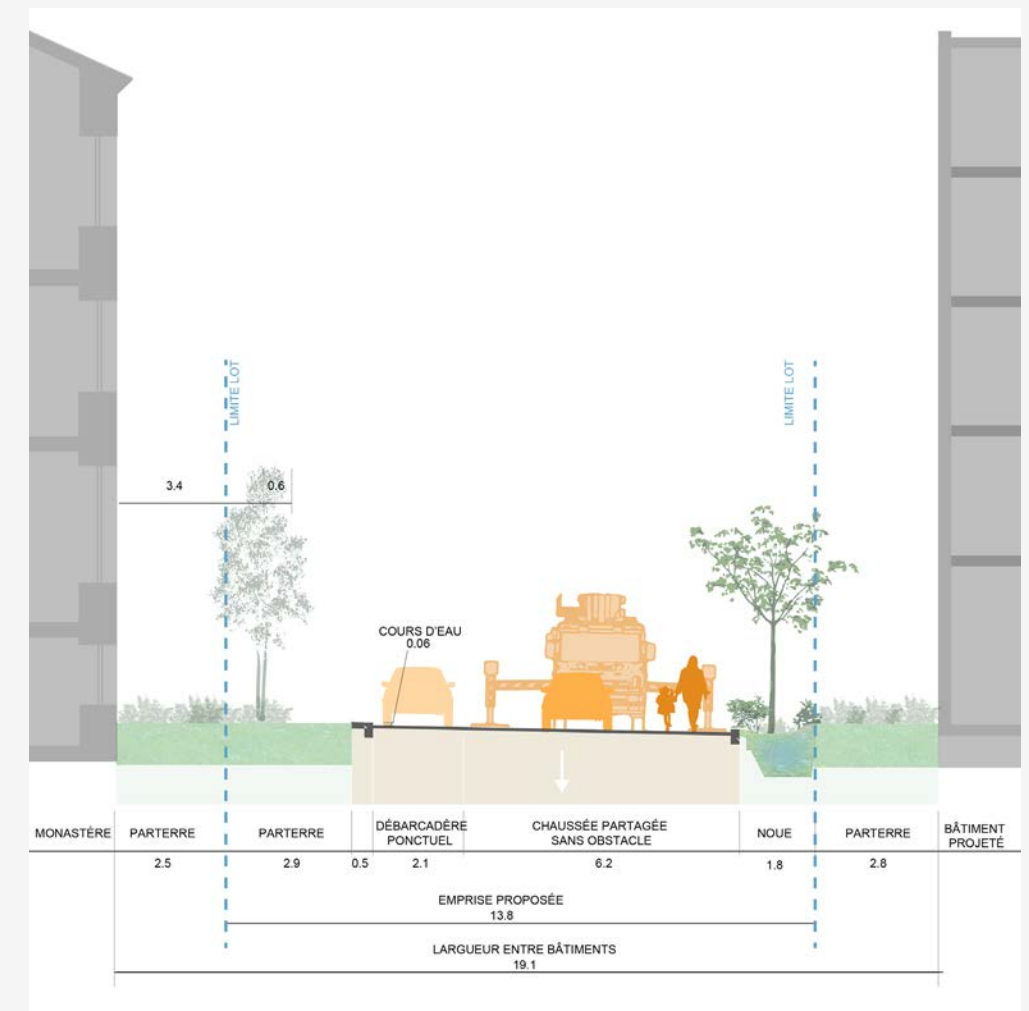 LIMITE LOT
LIMITE LOT
3.4 0.6
COURS D'EAU
0.06
MONASTÈRE PARTERRE PARTERRE DÉBARCADÈRE
PONCTUEL CHAUSSÉE PARTAGÉE
SANS OBSTACLE NOUE PARTERRE BÂTIMENT
PROJETÉ
2.5 2.9 0.5 2.1 6.2 1.8 2.8
EMPRISE PROPOSÉE
13.8
LARGUEUR ENTRE BÂTIMENTS
19.1